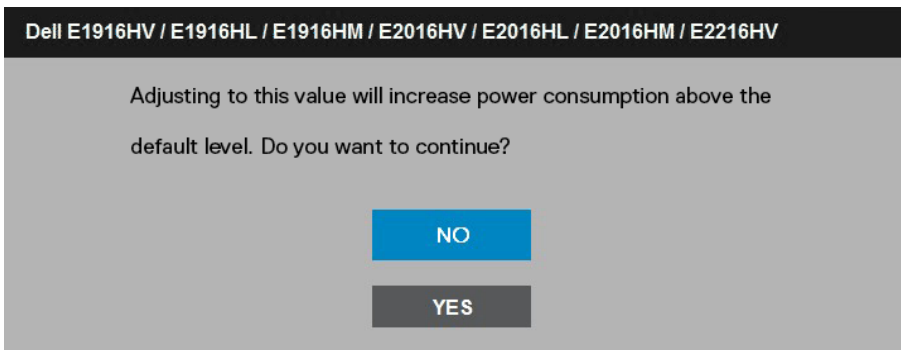 Dell E1916HV / E1916HL / E1916HM / E2016HV / E2016HL / E2016HM / E2216HV
Adjusting to this value will increase power consumption above the
default level. Do you want to continue?
NO
YES